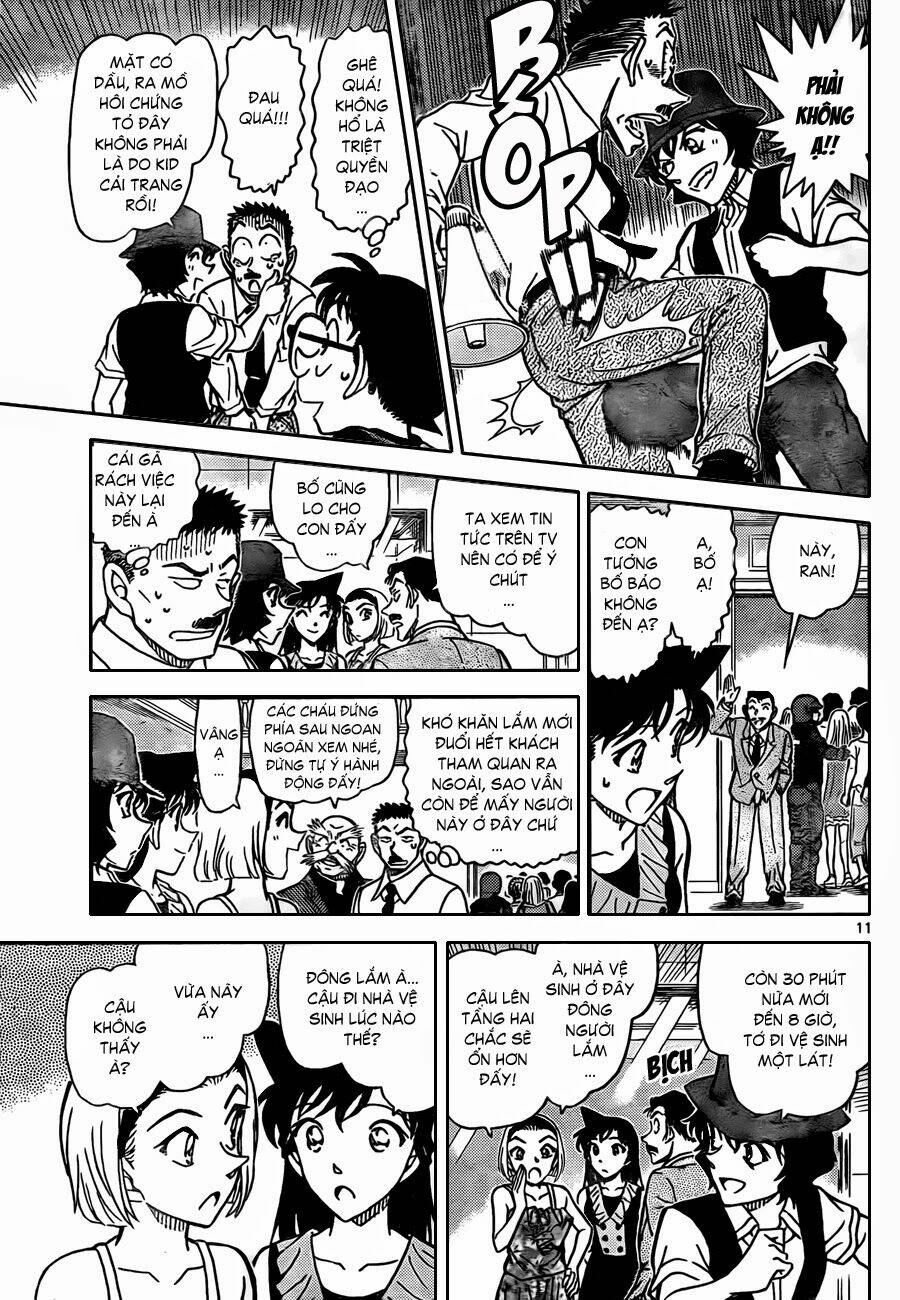 PHẢI
KHÔNG
Ạ!!
BỘP!!
GHÊ
QUÁ!
KHÔNG
HỔ LÀ
TRIỆT
QUYỀN
ĐẠO
...
ĐAU
QUÁ!!!
MẶT CÓ
DẦU, RA MỒ
HÔI CHỨNG
TỎ ĐÂY
KHÔNG PHẢI
LÀ DO KID
CẢI TRANG
RỒI!
NÀY,
RAN!
A,
BỐ
Ạ!
CON
TƯỞNG
BỐ BẢO
KHÔNG
ĐẾN Ạ?
TA XEM TIN
TỨC TRÊN TV
NÊN CÓ ĐỂ Ý
CHÚT
...
BỐ CŨNG
LO CHO
CON ĐẤY
...
CÁI GÃ
RÁCH VIỆC
NÀY LẠI
ĐẾN À
...
KHÓ KHĂN LẮM MỚI
ĐUỔI HẾT KHÁCH
THAM QUAN RA
NGOÀI, SAO VẪN
CÒN ĐỂ MẤY NGƯỜI
NÀY Ở ĐÂY CHỨ
...
CÁC CHÁU ĐỨNG
PHÍA SAU NGOAN
NGOÃN XEM NHÉ,
ĐỪNG TỰ Ý HÀNH
ĐỘNG ĐẤY!
VÂNG
Ạ
...
11
CÒN 30 PHÚT
NỮA MỚI
ĐẾN 8 GIỜ,
TỚ ĐI VỆ SINH
MỘT LÁT!
BỊCH
À, NHÀ VỆ
SINH Ở ĐÂY
ĐÔNG
NGƯỜI
LẮM
...
CẬU LÊN
TẦNG HAI
CHẮC SẼ
ỔN HƠN
ĐẤY!
ĐÔNG LẮM À...
CẬU ĐI NHÀ VỆ
SINH LÚC NÀO
THẾ?
VỪA NÃY
ẤY
...
CẬU
KHÔNG
THẤY
À?